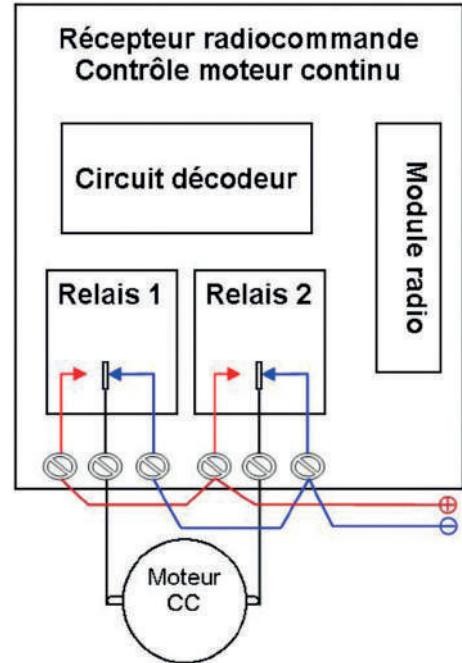 Récepteur radiocommande
Contrôle moteur continu
Circuit décodeur
Module radio
Relais 1
Relais 2
+
-
Moteur
CC